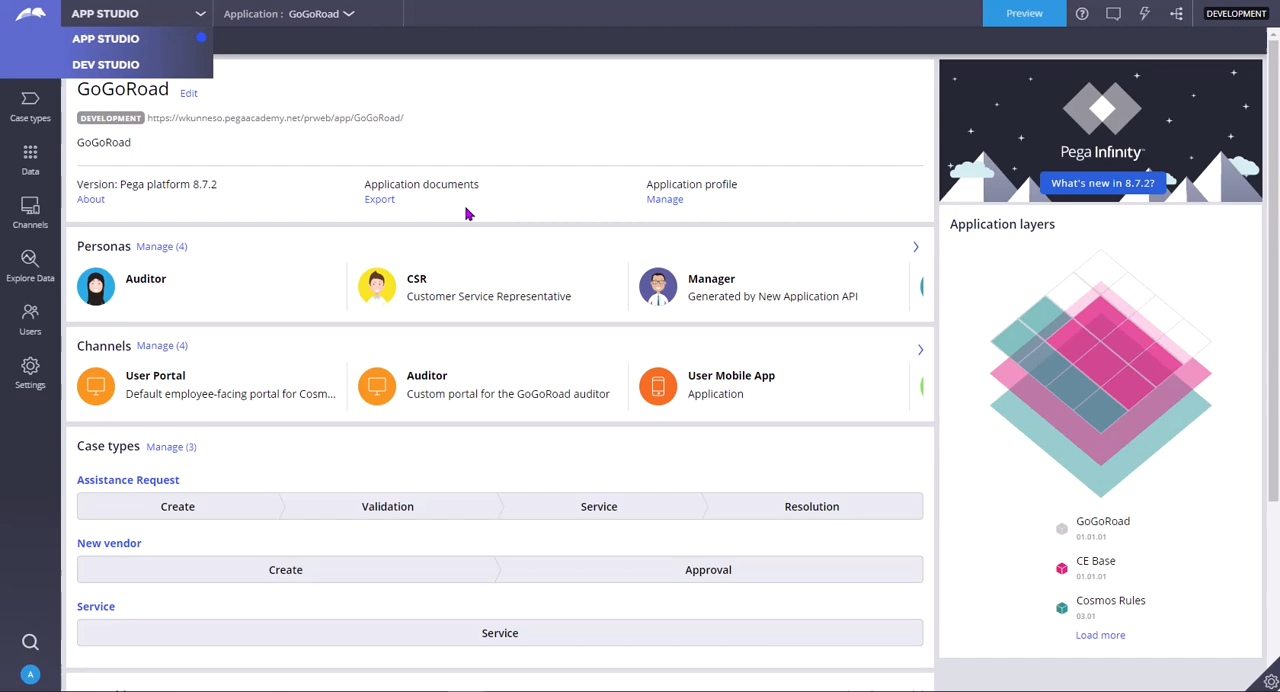 APP STUDIO
Application : GoGoRoad
Preview
DEVELOPMENT
APP STUDIO
DEV STUDIO
Case types
Data
Channels
Explore Data
Users
Settings
A
GoGoRoad Edit
DEVELOPMENT https://wkunneso.pegaacademy.net/prweb/app/GoGoRoad/
GoGoRoad
Version: Pega platform 8.7.2
About
Application documents
Export
Application profile
Manage
Personas Manage (4)
Auditor
CSR
Customer Service Representative
Manager
Generated by New Application API
Channels Manage (4)
User Portal
Default employee-facing portal for Cosm...
Auditor
Custom portal for the GoGoRoad auditor
User Mobile App
Application
Case types Manage (3)
Assistance Request
Create Validation Service Resolution
New vendor
Create Approval
Service
Service
Pega Infinity™
What's new in 8.7.2?
Application layers
GoGoRoad
01.01.01
CE Base
01.01.01
Cosmos Rules
03.01
Load more